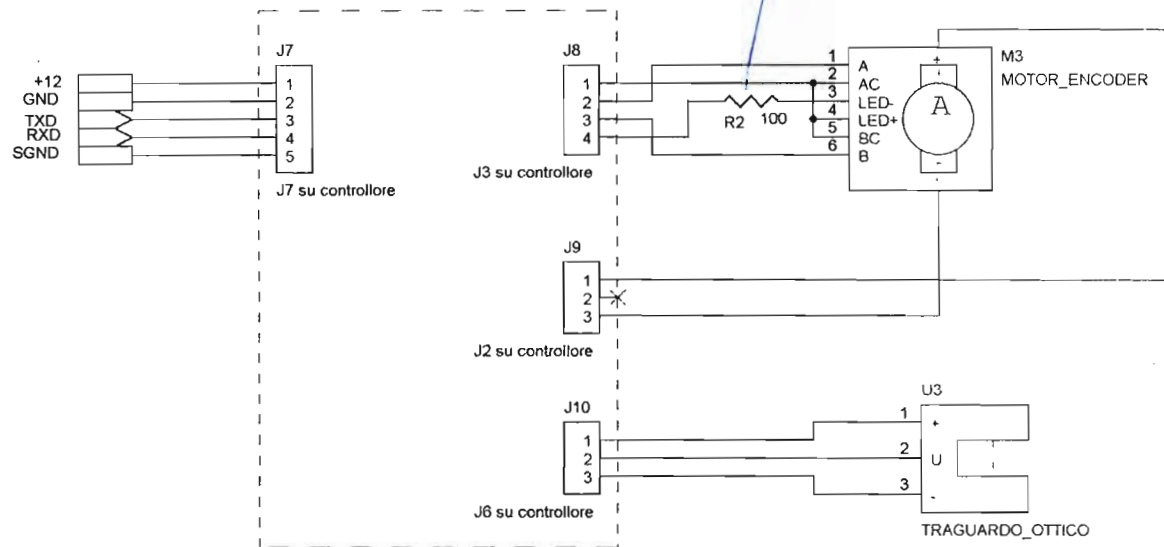 +12
GND
TXD
RXD
SGND
J7
1
2
3
4
5
J7 su controllore
J8
1
2
3
4
J3 su controllore
R2 100
1
2
3
4
5
6
A
AC
LED-
LED+
BC
B
+
A
-
M3
MOTOR_ENCODER
J9
1
2
3
J2 su controllore
J10
1
2
3
J6 su controllore
U3
1
2
3
+
U
-
TRAGUARDO_OTTICO